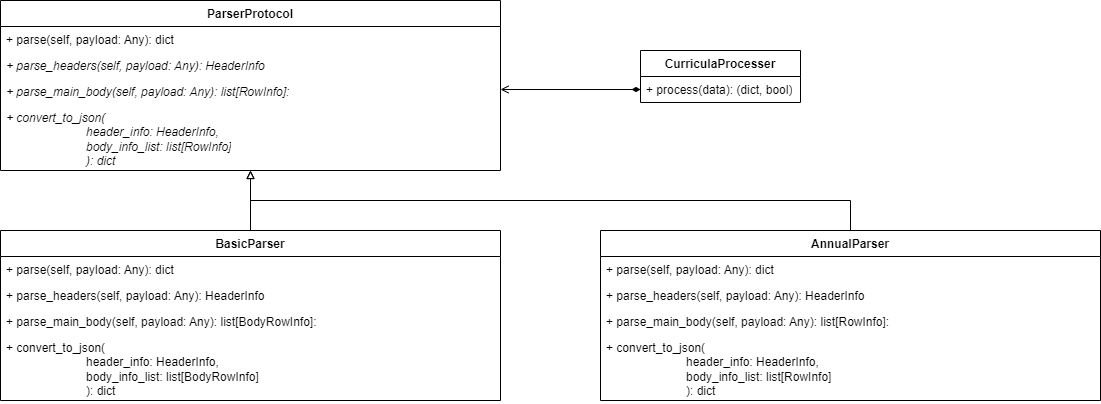 ParserProtocol
+ parse(self, payload: Any): dict
+ parse_headers(self, payload: Any): HeaderInfo
+ parse_main_body(self, payload: Any): list[RowInfo]:
+ convert_to_json(
header_info: HeaderInfo,
body_info_list: list[RowInfo]
): dict
CurriculaProcesser
+ process(data): (dict, bool)
BasicParser
+ parse(self, payload: Any): dict
+ parse_headers(self, payload: Any): HeaderInfo
+ parse_main_body(self, payload: Any): list[BodyRowInfo]:
+ convert_to_json(
header_info: HeaderInfo,
body_info_list: list[BodyRowInfo]
): dict
AnnualParser
+ parse(self, payload: Any): dict
+ parse_headers(self, payload: Any): HeaderInfo
+ parse_main_body(self, payload: Any): list[RowInfo]:
+ convert_to_json(
header_info: HeaderInfo,
body_info_list: list[RowInfo]
): dict